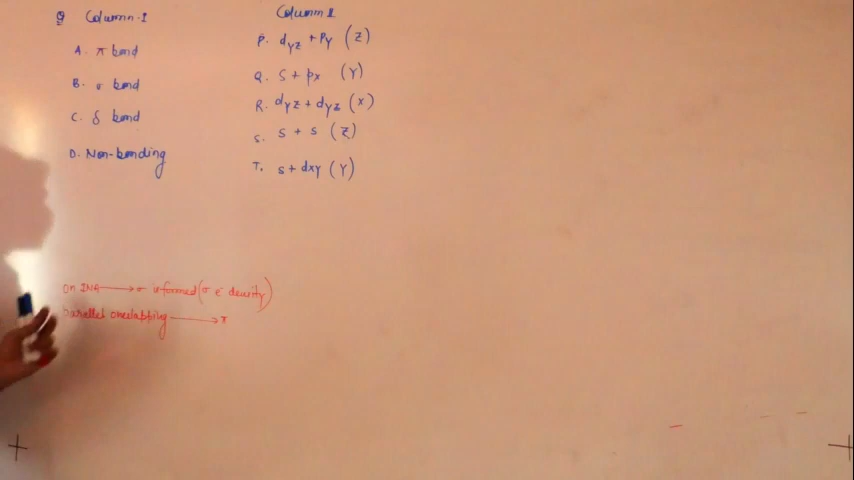 Q Column-I Column II
A. π bond P. dyz + Py (Z)
B. σ bond Q. S + px (Y)
C. δ bond R. dyz + dyz (X)
D. Non-bonding S. S + S (Z)
T. S + dxy (Y)
on INA → σ is formed (σ e⁻ density)
parallel overlapping → π